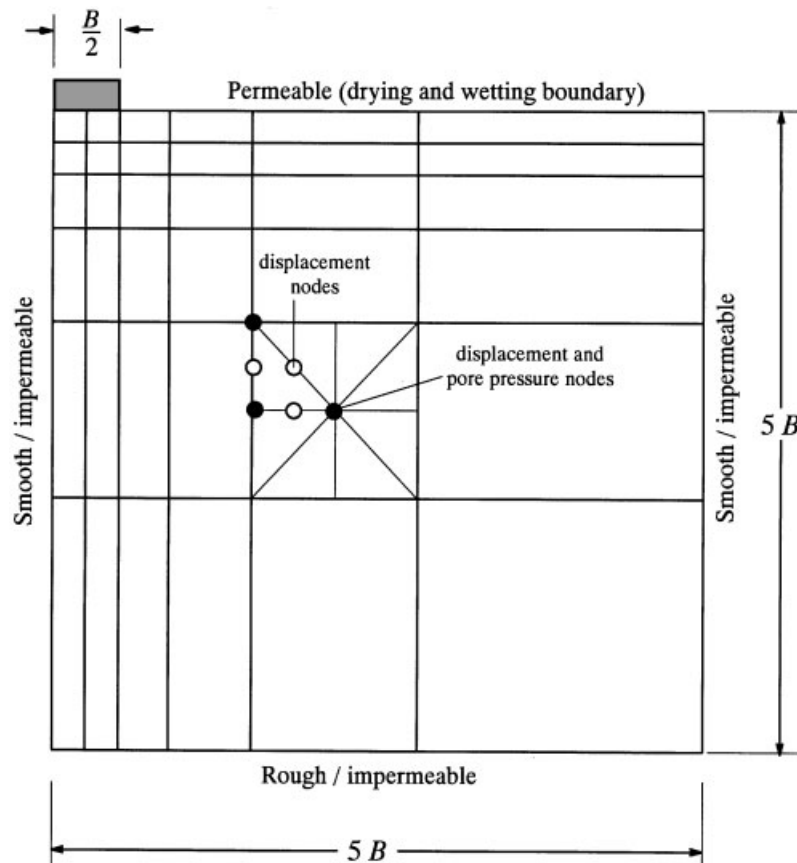 B
2
Permeable (drying and wetting boundary)
displacement
nodes
displacement and
pore pressure nodes
Smooth / impermeable
Smooth / impermeable
5 B
Rough / impermeable
5 B